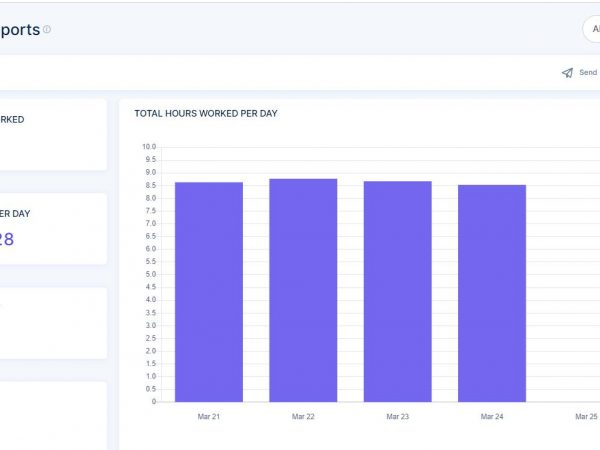 ports
Al
Send
RKED
TOTAL HOURS WORKED PER DAY
ER DAY
28
10.0
9.5
9.0
8.5
8.0
7.5
7.0
6.5
6.0
5.5
5.0
4.5
4.0
3.5
3.0
2.5
2.0
1.5
1.0
0.5
0
Mar 21
Mar 22
Mar 23
Mar 24
Mar 25